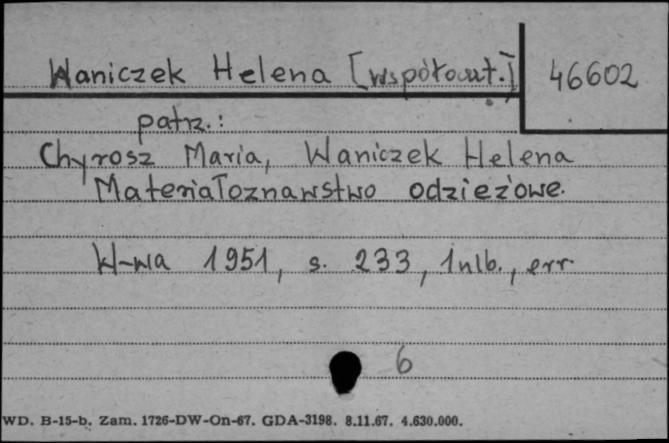 Waniczek Helena [współaut.] 46602
patrz.:
Chyrosz Maria, Waniczek Helena
Materiałoznawstwo odzieżowe.
W-wa 1951, s. 233, 1 nlb., err.
6
WD. B-15-b. Zam. 1726-DW-On-67. GDA-3198. 8.11.67. 4.630.000.